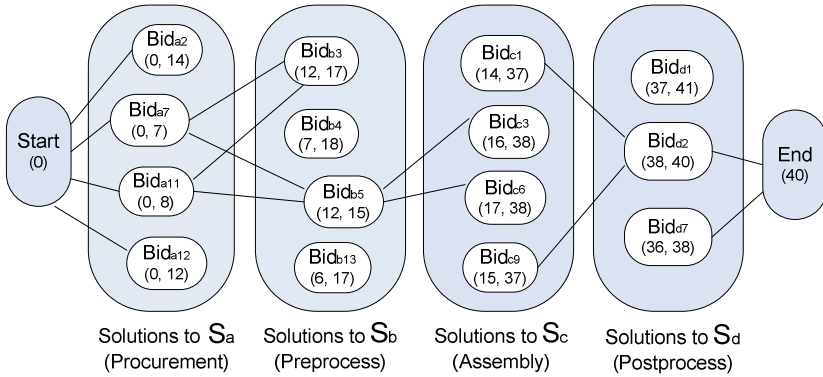 Start
(0)
Bida2
(0, 14)
Bida7
(0, 7)
Bida11
(0, 8)
Bida12
(0, 12)
Solutions to Sa
(Procurement)
Bidb3
(12, 17)
Bidb4
(7, 18)
Bidb5
(12, 15)
Bidb13
(6, 17)
Solutions to Sb
(Preprocess)
Bidc1
(14, 37)
Bidc3
(16, 38)
Bidc6
(17, 38)
Bidc9
(15, 37)
Solutions to Sc
(Assembly)
Bidd1
(37, 41)
Bidd2
(38, 40)
Bidd7
(36, 38)
Solutions to Sd
(Postprocess)
End
(40)